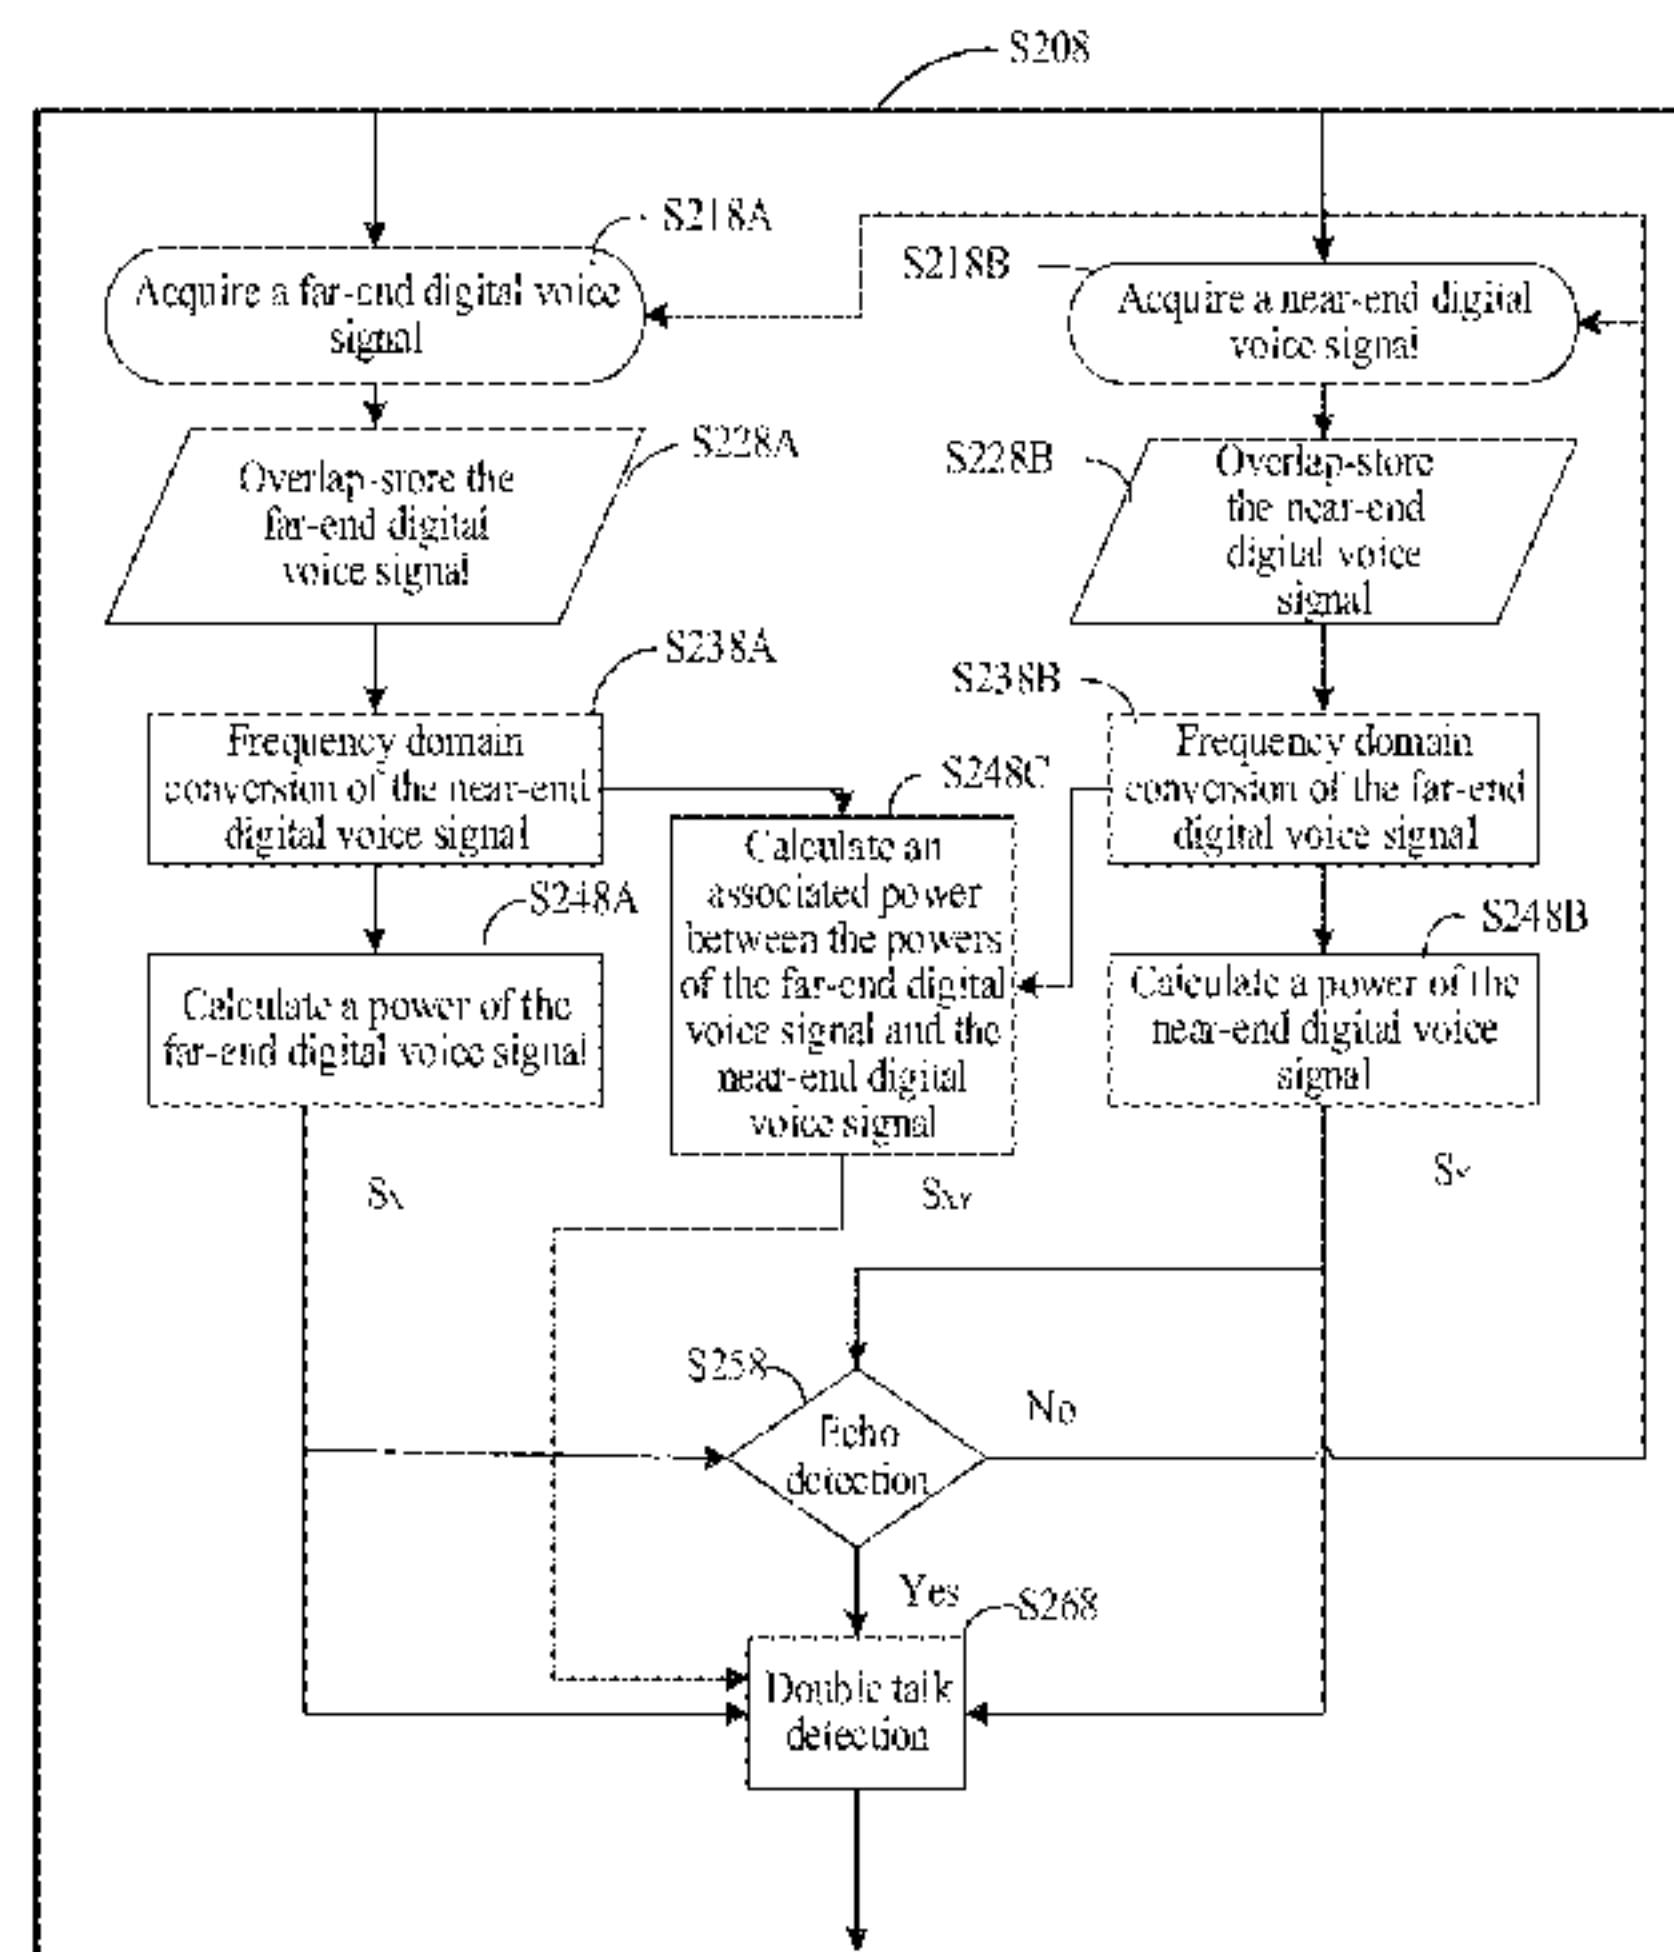 S208
S218A
Acquire a far-end digital voice
signal
S218B
Acquire a near-end digital
voice signal
S228A
Overlap-store the
far-end digital
voice signal
S228B
Overlap-store
the near-end
digital voice
signal
S238A
Frequency domain
conversion of the near-end
digital voice signal
S238B
Frequency domain
conversion of the far-end
digital voice signal
S248C
Calculate an
associated power
between the powers
of the far-end digital
voice signal and the
near-end digital
voice signal
S248A
Calculate a power of the
far-end digital voice signal
S248B
Calculate a power of the
near-end digital voice
signal
SX
SXY
SY
S258
Echo
detection
No
Yes
S268
Double talk
detection